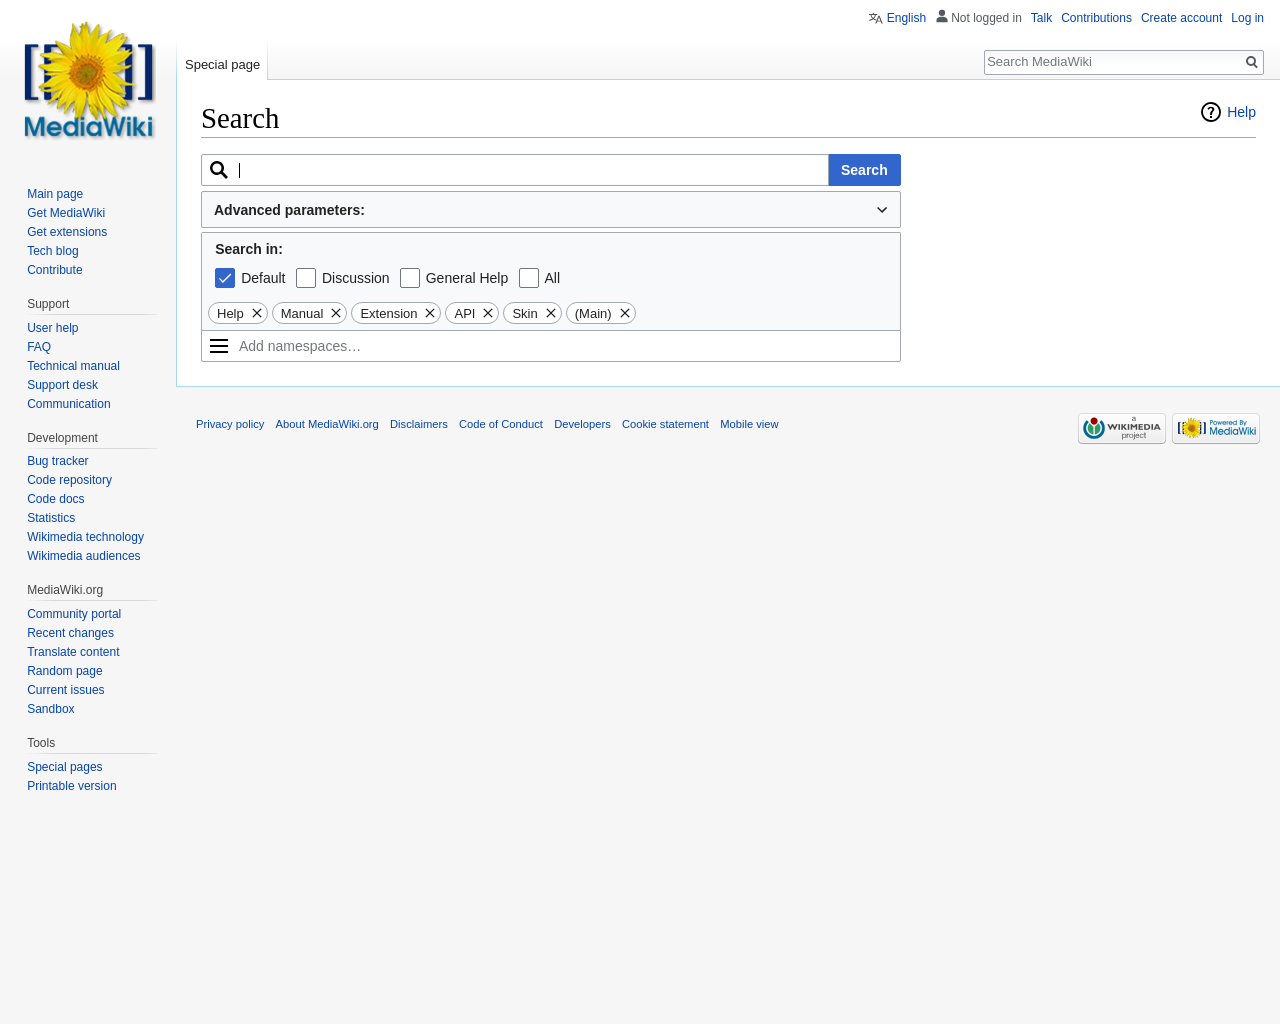 English Not logged in Talk Contributions Create account Log in
Special page
Search MediaWiki
MediaWiki
Search
Help
Search
Advanced parameters:
Search in:
Default Discussion General Help All
Help Manual Extension API Skin (Main)
Add namespaces…
Main page
Get MediaWiki
Get extensions
Tech blog
Contribute
Support
User help
FAQ
Technical manual
Support desk
Communication
Development
Bug tracker
Code repository
Code docs
Statistics
Wikimedia technology
Wikimedia audiences
MediaWiki.org
Community portal
Recent changes
Translate content
Random page
Current issues
Sandbox
Tools
Special pages
Printable version
Privacy policy About MediaWiki.org Disclaimers Code of Conduct Developers Cookie statement Mobile view
a
WIKIMEDIA
project
Powered By
MediaWiki